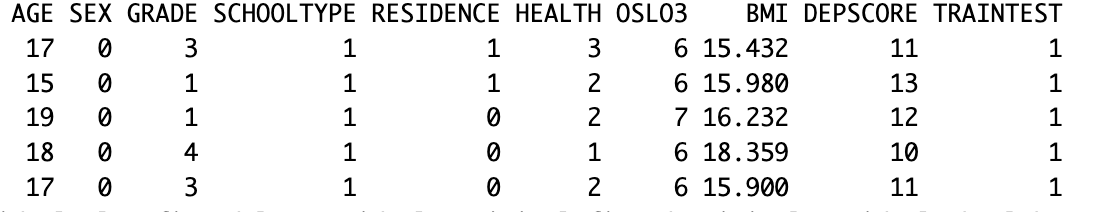 AGE SEX GRADE SCHOOLTYPE RESIDENCE HEALTH OSLO3 BMI DEPSCORE TRAINTEST
17 0 3 1 1 3 6 15.432 11 1
15 0 1 1 1 2 6 15.980 13 1
19 0 1 1 0 2 7 16.232 12 1
18 0 4 1 0 1 6 18.359 10 1
17 0 3 1 0 2 6 15.900 11 1